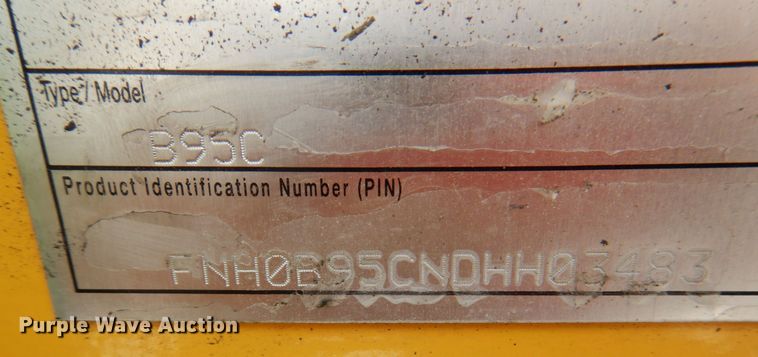 Type / Model
B95C
Product Identification Number (PIN)
FNH0B95CNDHH03483
Purple Wave Auction